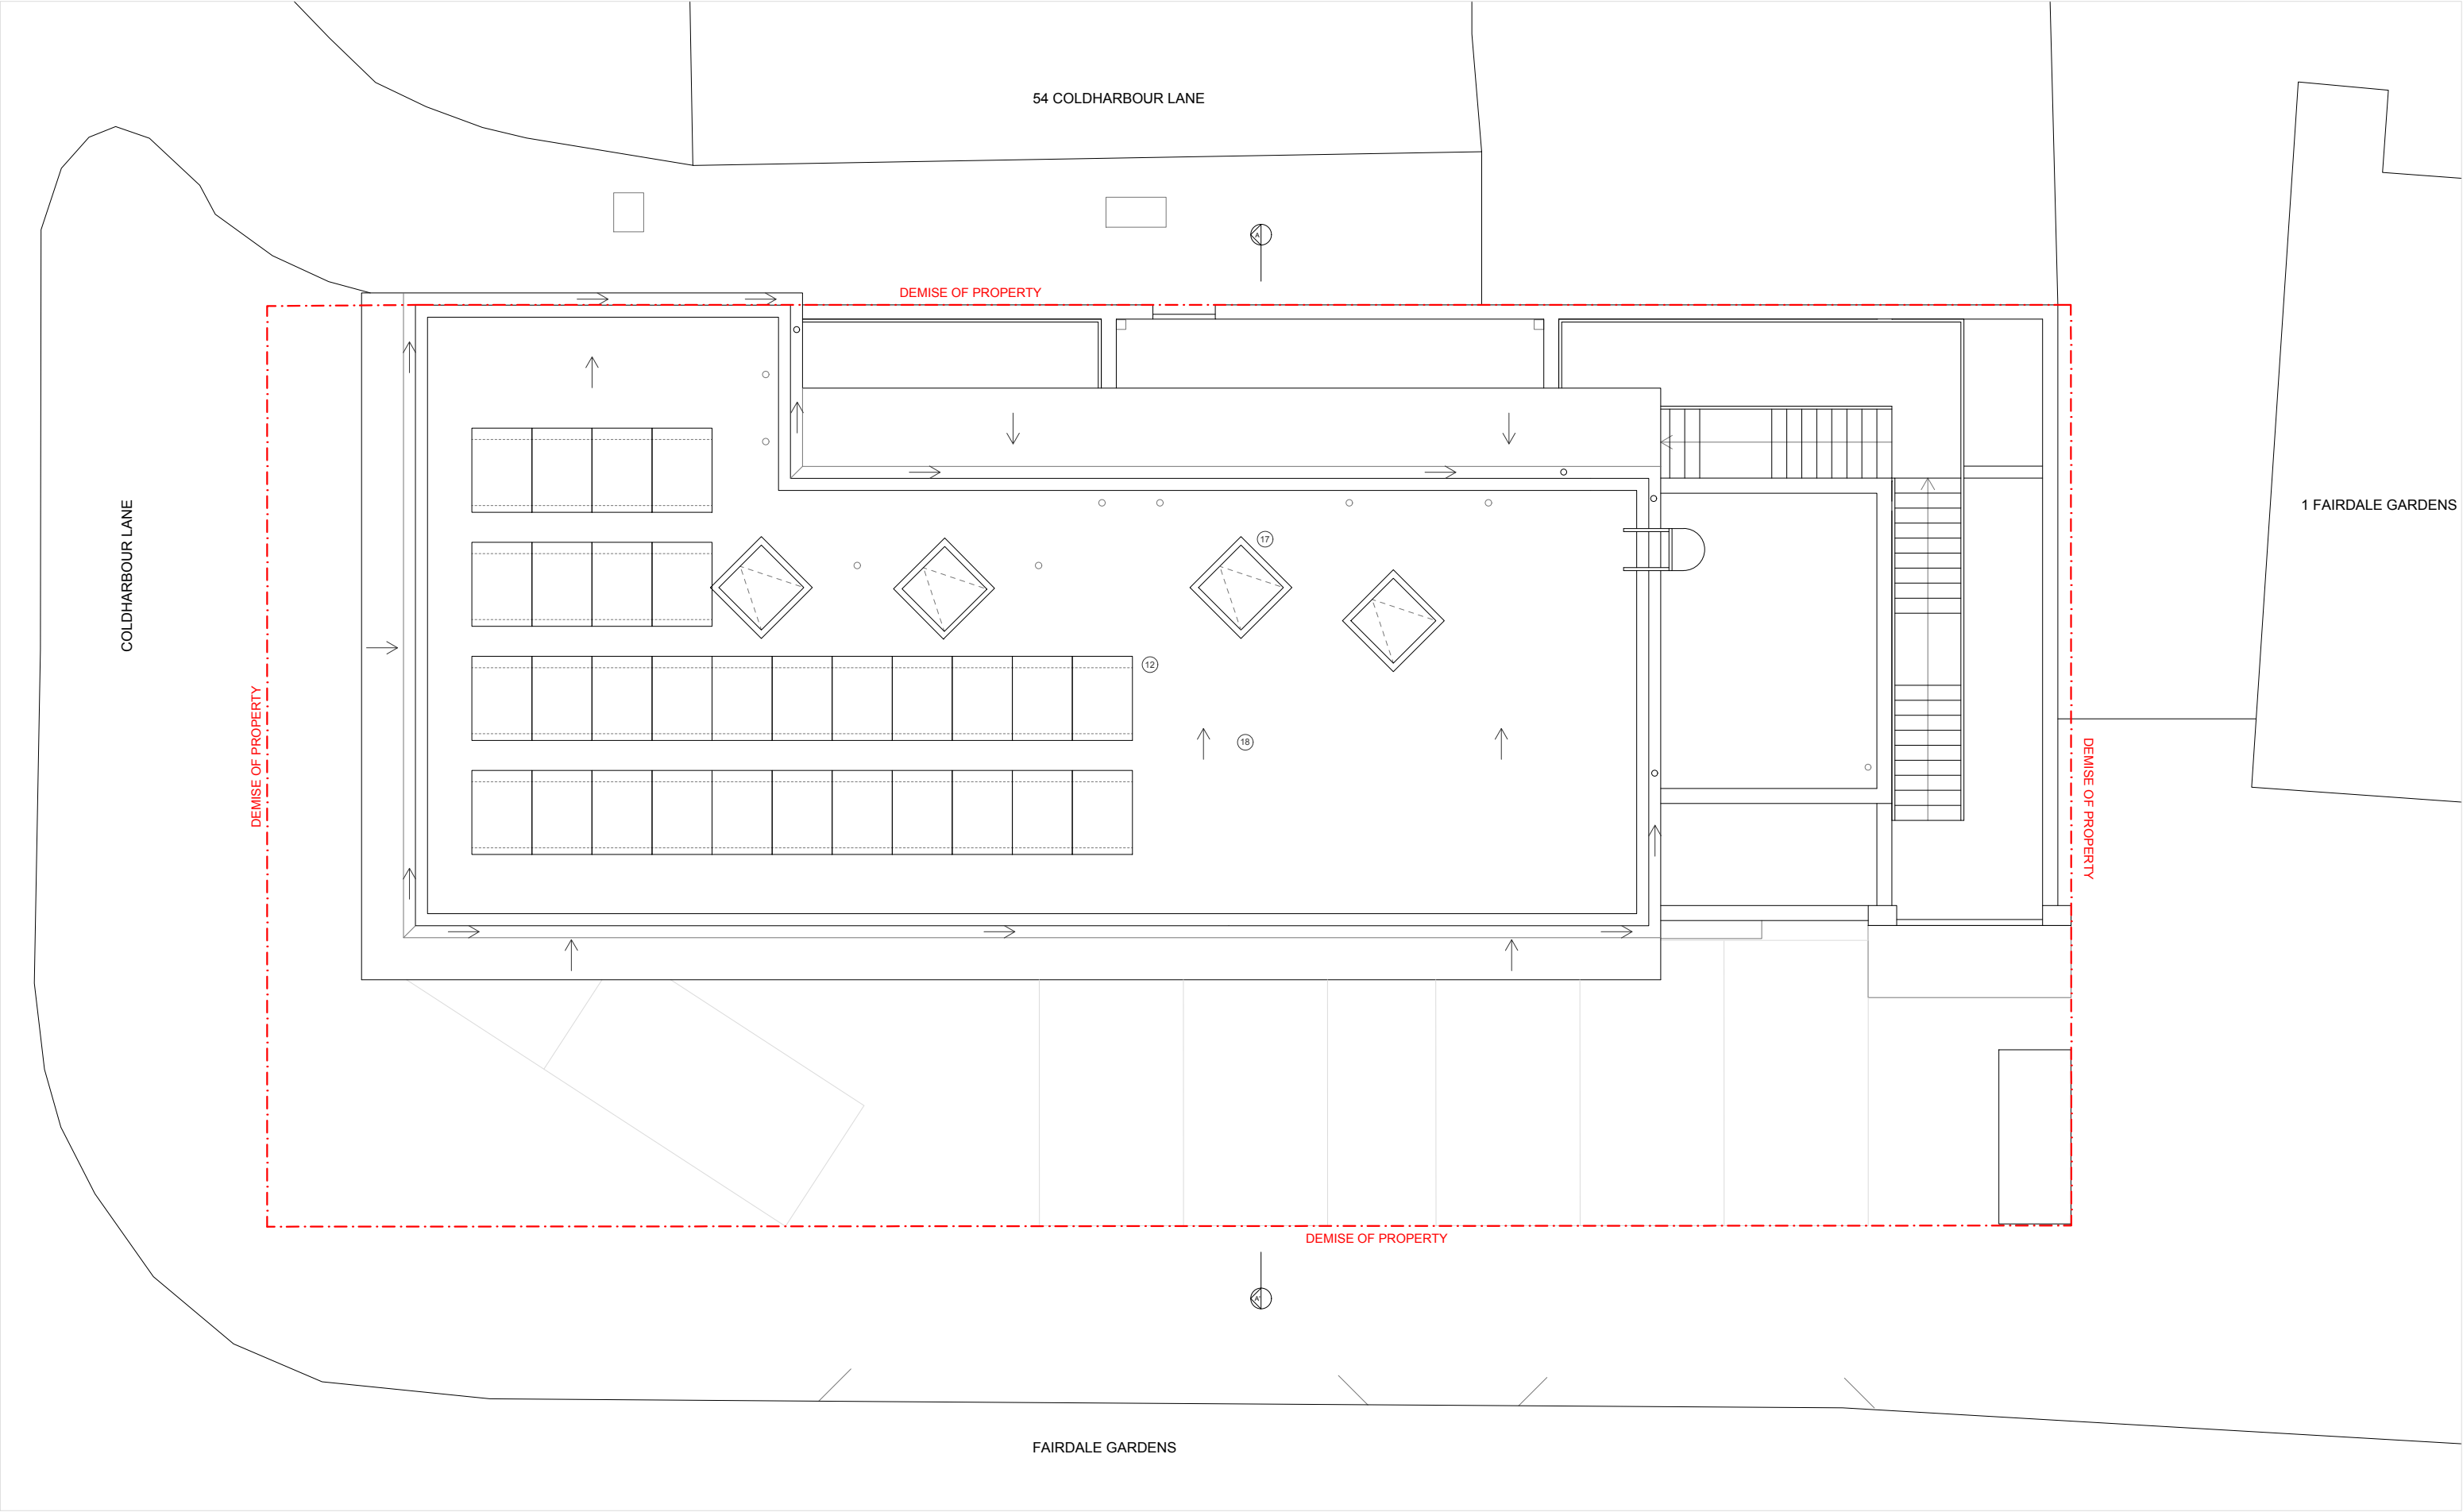 54 COLDHARBOUR LANE
A
DEMISE OF PROPERTY
COLDHARBOUR LANE
1 FAIRDALE GARDENS
17
12
18
DEMISE OF PROPERTY
DEMISE OF PROPERTY
DEMISE OF PROPERTY
A'
FAIRDALE GARDENS